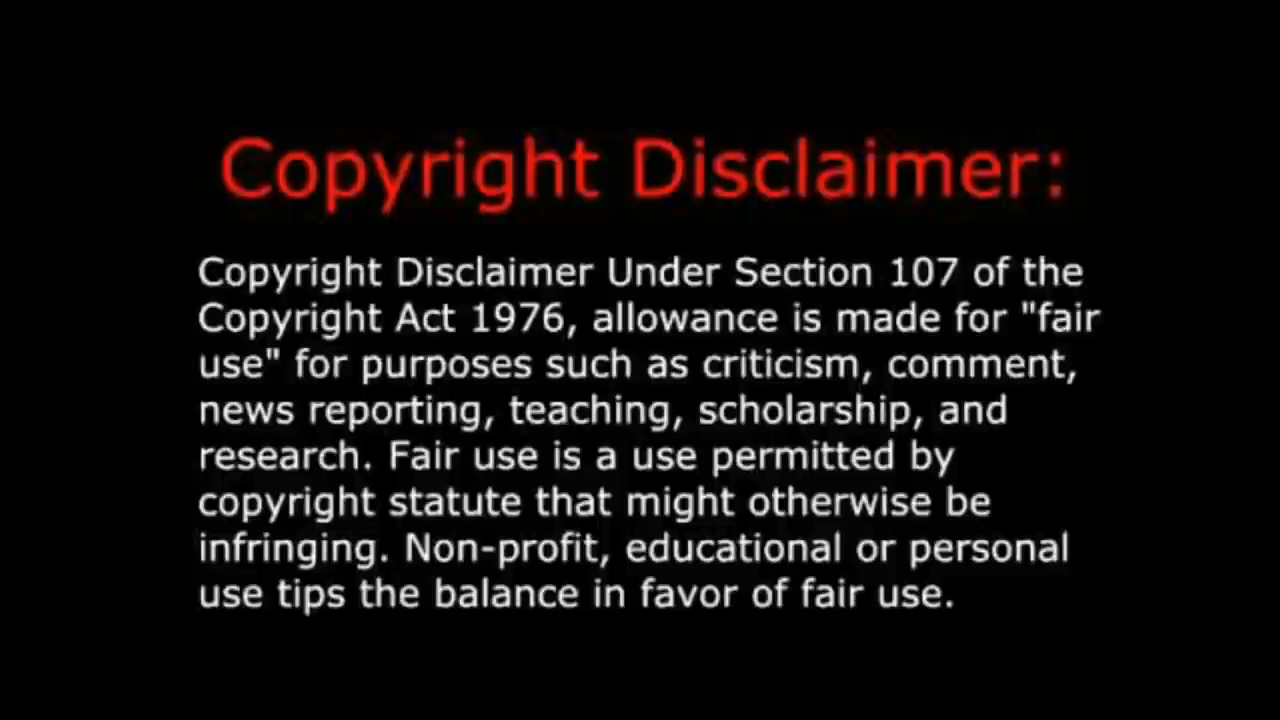 Copyright Disclaimer:
Copyright Disclaimer Under Section 107 of the
Copyright Act 1976, allowance is made for "fair
use" for purposes such as criticism, comment,
news reporting, teaching, scholarship, and
research. Fair use is a use permitted by
copyright statute that might otherwise be
infringing. Non-profit, educational or personal
use tips the balance in favor of fair use.